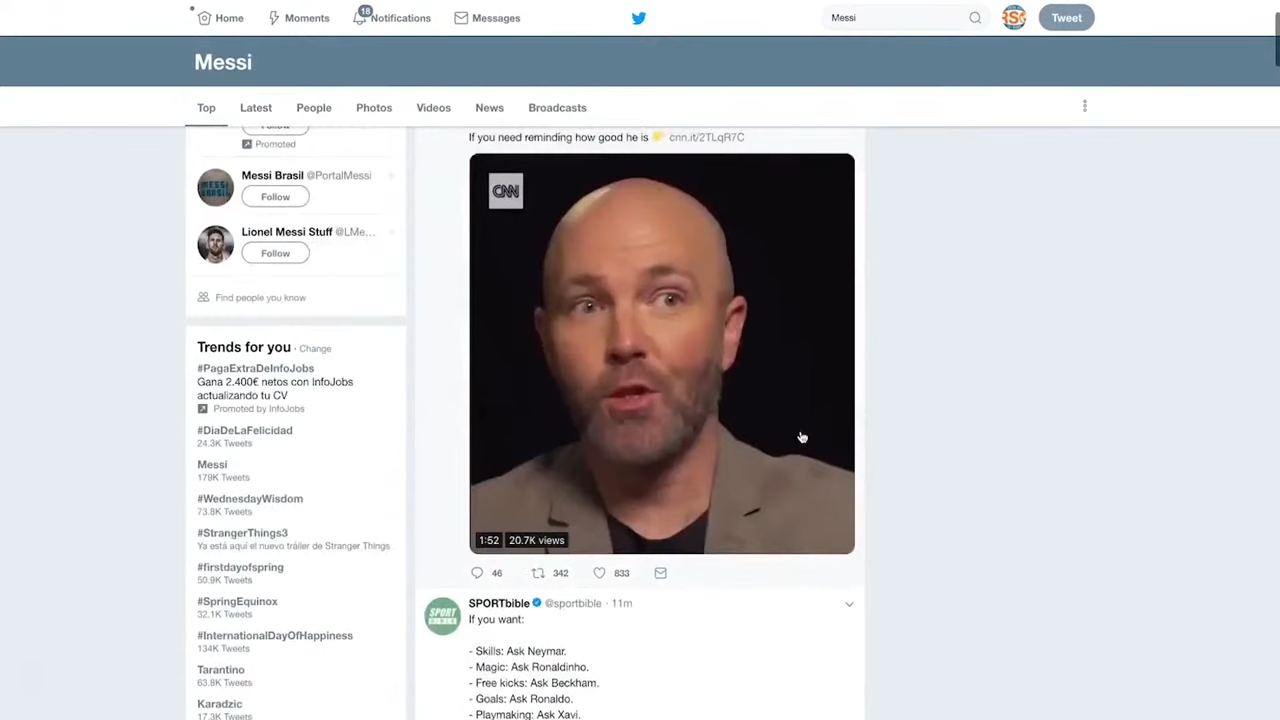 Home
Moments
18
Notifications
Messages
Messi
Tweet
Messi
Top
Latest
People
Photos
Videos
News
Broadcasts
Promoted
Messi Brasil @PortalMessi
Follow
Lionel Messi Stuff @LMe...
Follow
Find people you know
Trends for you · Change
#PagaExtraDeInfoJobs
Gana 2.400€ netos con InfoJobs
actualizando tu CV
Promoted by InfoJobs
#DiaDeLaFelicidad
24.3K Tweets
Messi
179K Tweets
#WednesdayWisdom
73.8K Tweets
#StrangerThings3
Ya está aquí el nuevo tráiler de Stranger Things
#firstdayofspring
50.9K Tweets
#SpringEquinox
32.1K Tweets
#InternationalDayOfHappiness
134K Tweets
Tarantino
63.8K Tweets
Karadzic
17.3K Tweets
If you need reminding how good he is cnn.it/2TLqR7C
CNN
1:52 20.7K views
46 342 833
SPORTbible @sportbible · 11m
SPORT
BIBLE
If you want:
- Skills: Ask Neymar.
- Magic: Ask Ronaldinho.
- Free kicks: Ask Beckham.
- Goals: Ask Ronaldo.
- Playmaking: Ask Xavi.